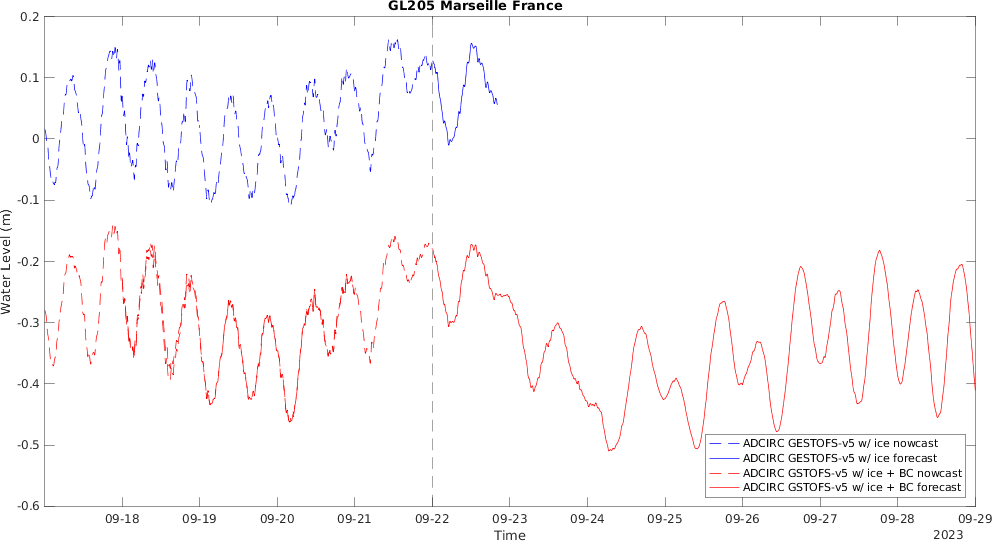 GL205 Marseille France
0.2
0.1
0
-0.1
-0.2
-0.3
-0.4
-0.5
-0.6
Water Level (m)
ADCIRC GESTOFS-v5 w/ ice nowcast
ADCIRC GESTOFS-v5 w/ ice forecast
ADCIRC GSTOFS-v5 w/ ice + BC nowcast
ADCIRC GSTOFS-v5 w/ ice + BC forecast
09-18 09-19 09-20 09-21 09-22 09-23 09-24 09-25 09-26 09-27 09-28 09-29
Time
2023